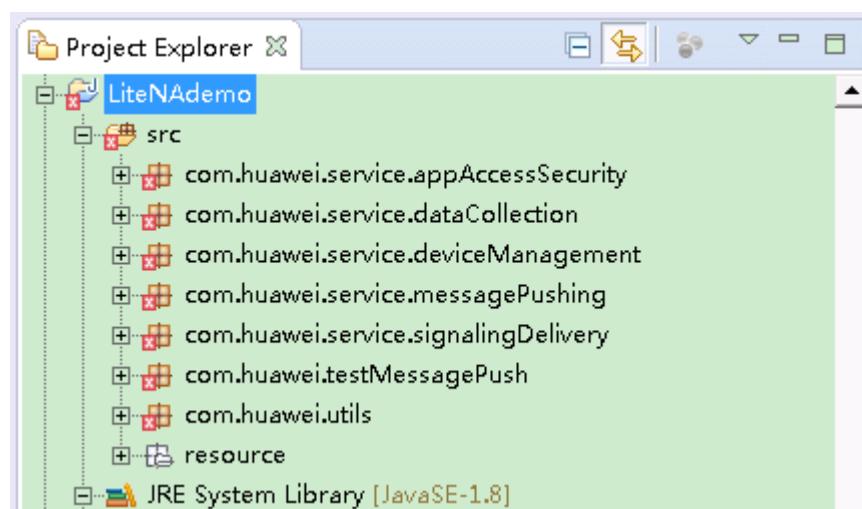 Project Explorer
LiteNAdemo
src
com.huawei.service.appAccessSecurity
com.huawei.service.dataCollection
com.huawei.service.deviceManagement
com.huawei.service.messagePushing
com.huawei.service.signalingDelivery
com.huawei.testMessagePush
com.huawei.utils
resource
JRE System Library [JavaSE-1.8]